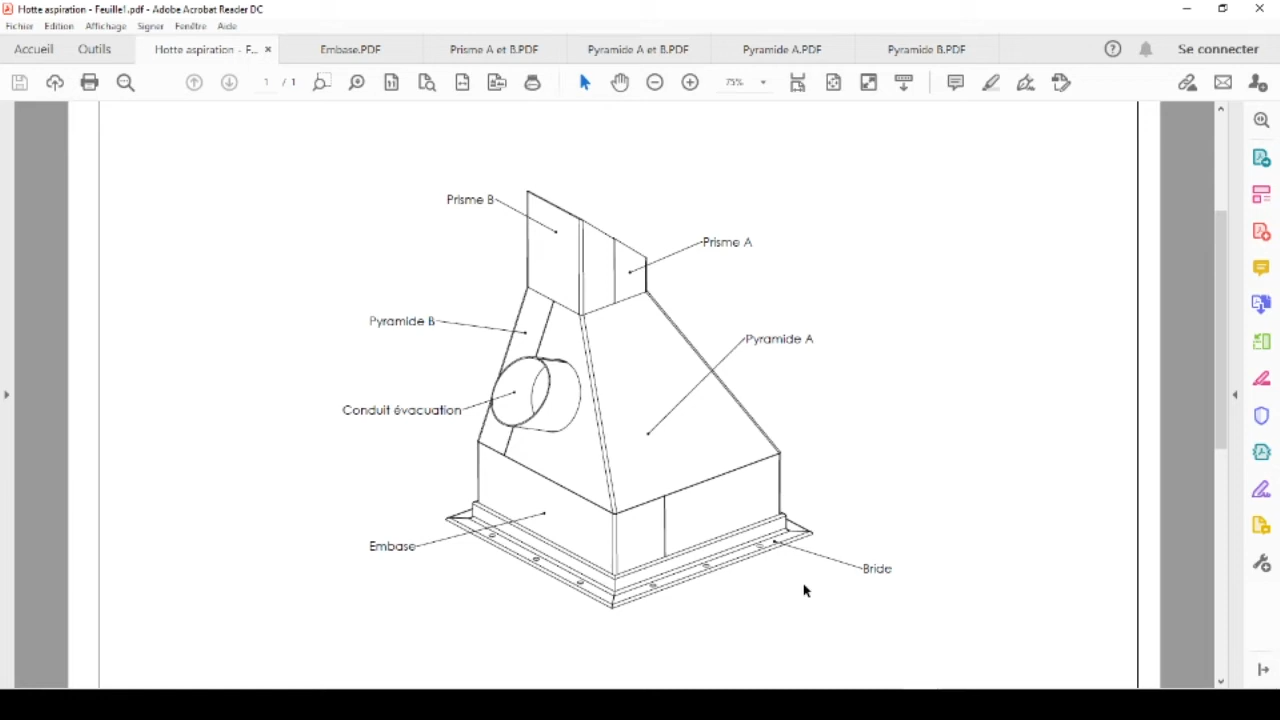 Hotte aspiration - Feuille1.pdf - Adobe Acrobat Reader DC
Fichier Edition Affichage Signer Fenêtre Aide
Accueil Outils Hotte aspiration - F... × Embase.PDF Prisme A et B.PDF Pyramide A et B.PDF Pyramide A.PDF Pyramide B.PDF Se connecter
1 / 1 75%
Prisme B
Prisme A
Pyramide B
Pyramide A
Conduit évacuation
Embase
Bride